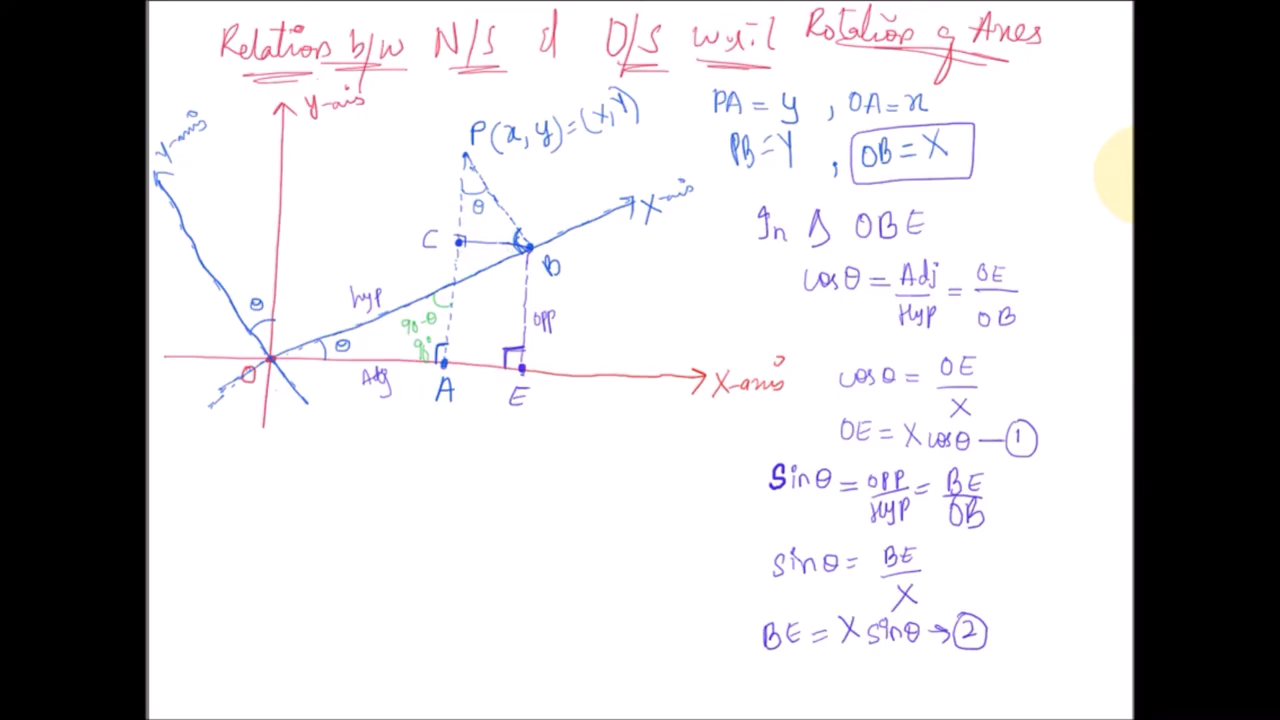 Relation b/w N/S & O/S w.r.t Rotation of Axes
Y-axis
Y-axis
P(x, y) = (X, Y)
PA = y , OA = x
PB = Y , OB = X
θ
X-axis
C
B
In Δ OBE
cosθ = Adj/Hyp = OE/OB
hyp
θ
90-θ
90°
opp
O
θ
Adj
A
E
X-axis
cosθ = OE/X
OE = X cosθ — ①
Sinθ = OPP/Hyp = BE/OB
sinθ = BE/X
BE = X sinθ → ②